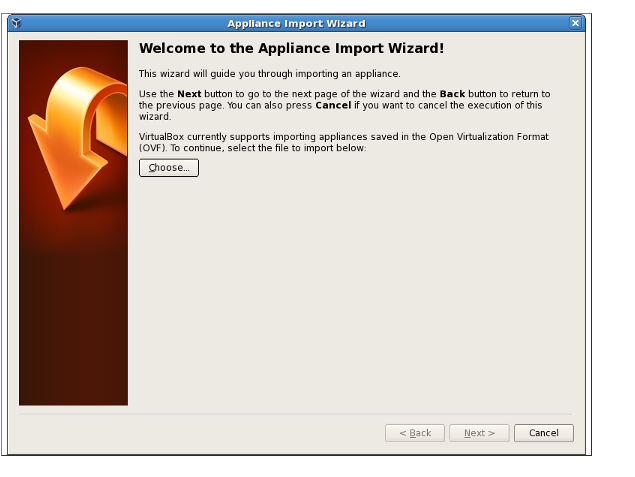 Appliance Import Wizard
Welcome to the Appliance Import Wizard!
This wizard will guide you through importing an appliance.
Use the Next button to go to the next page of the wizard and the Back button to return to
the previous page. You can also press Cancel if you want to cancel the execution of this
wizard.
VirtualBox currently supports importing appliances saved in the Open Virtualization Format
(OVF). To continue, select the file to import below:
Choose...
< Back Next > Cancel